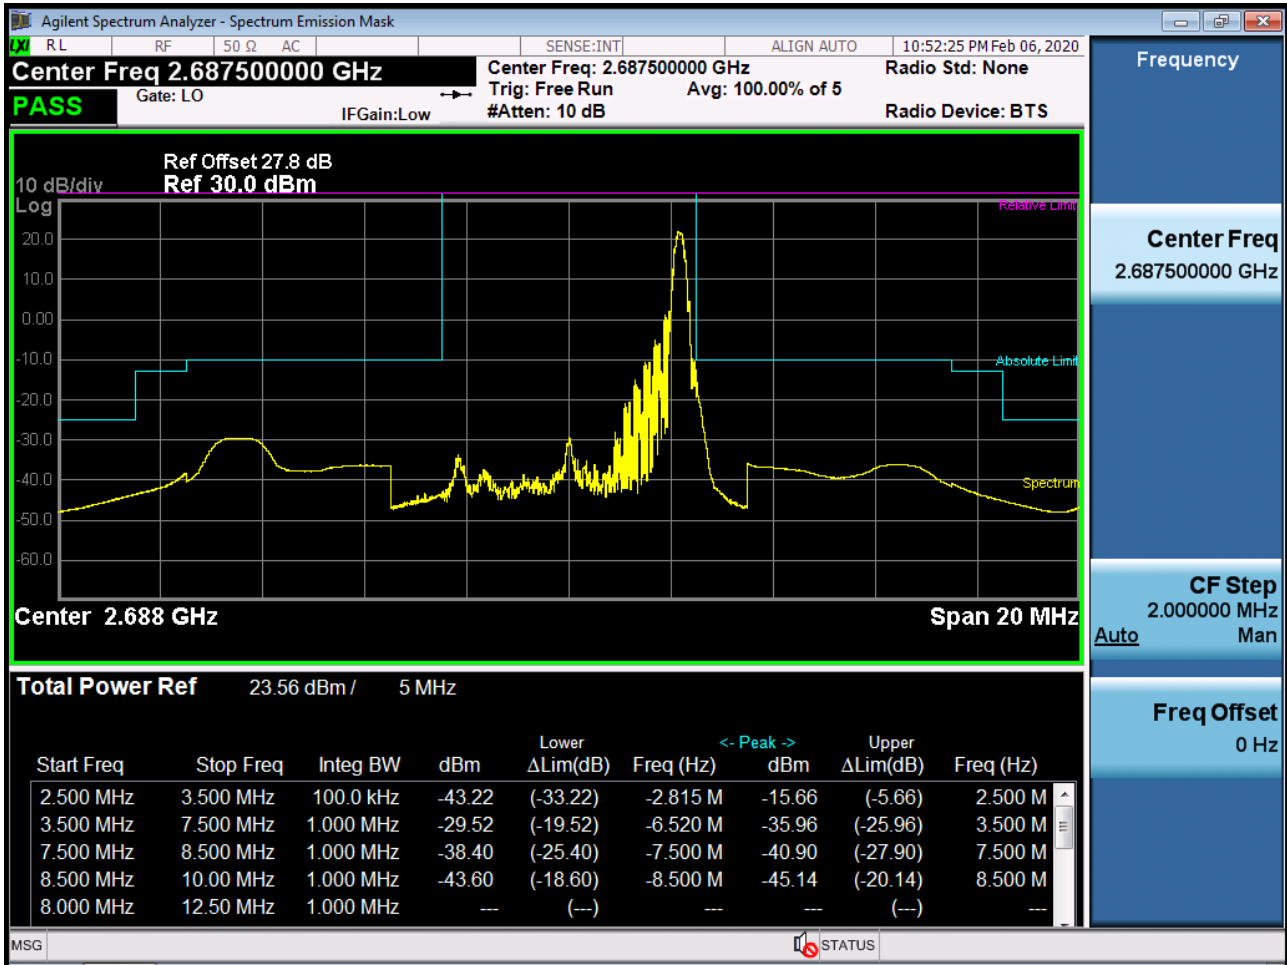 Agilent Spectrum Analyzer - Spectrum Emission Mask
LXI RL RF 50 Ω AC SENSE:INT ALIGN AUTO 10:52:25 PM Feb 06, 2020
Center Freq 2.687500000 GHz
Center Freq: 2.687500000 GHz
Radio Std: None
Gate: LO
Trig: Free Run
Avg: 100.00% of 5
PASS
IFGain:Low
#Atten: 10 dB
Radio Device: BTS
Ref Offset 27.8 dB
10 dB/div Ref 30.0 dBm
Log
Relative Limit
20.0
10.0
0.00
-10.0
Absolute Limit
-20.0
-30.0
-40.0
Spectrum
-50.0
-60.0
Center 2.688 GHz
Span 20 MHz
Total Power Ref 23.56 dBm / 5 MHz
Lower <- Peak -> Upper
Start Freq Stop Freq Integ BW dBm ΔLim(dB) Freq (Hz) dBm ΔLim(dB) Freq (Hz)
2.500 MHz 3.500 MHz 100.0 kHz -43.22 (-33.22) -2.815 M -15.66 (-5.66) 2.500 M
3.500 MHz 7.500 MHz 1.000 MHz -29.52 (-19.52) -6.520 M -35.96 (-25.96) 3.500 M
7.500 MHz 8.500 MHz 1.000 MHz -38.40 (-25.40) -7.500 M -40.90 (-27.90) 7.500 M
8.500 MHz 10.00 MHz 1.000 MHz -43.60 (-18.60) -8.500 M -45.14 (-20.14) 8.500 M
8.000 MHz 12.50 MHz 1.000 MHz --- (---) --- --- (---) ---
MSG
STATUS
Frequency
Center Freq
2.687500000 GHz
CF Step
2.000000 MHz
Auto Man
Freq Offset
0 Hz